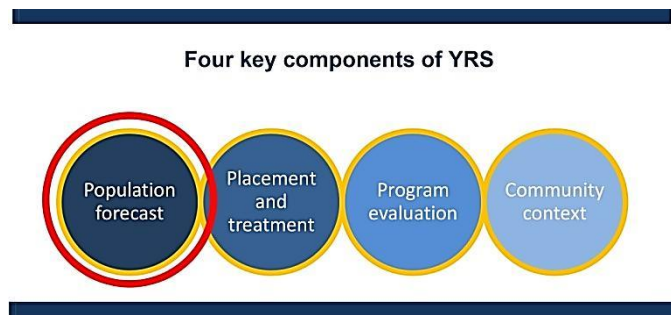 Four key components of YRS
Population
forecast
Placement
and
treatment
Program
evaluation
Community
context